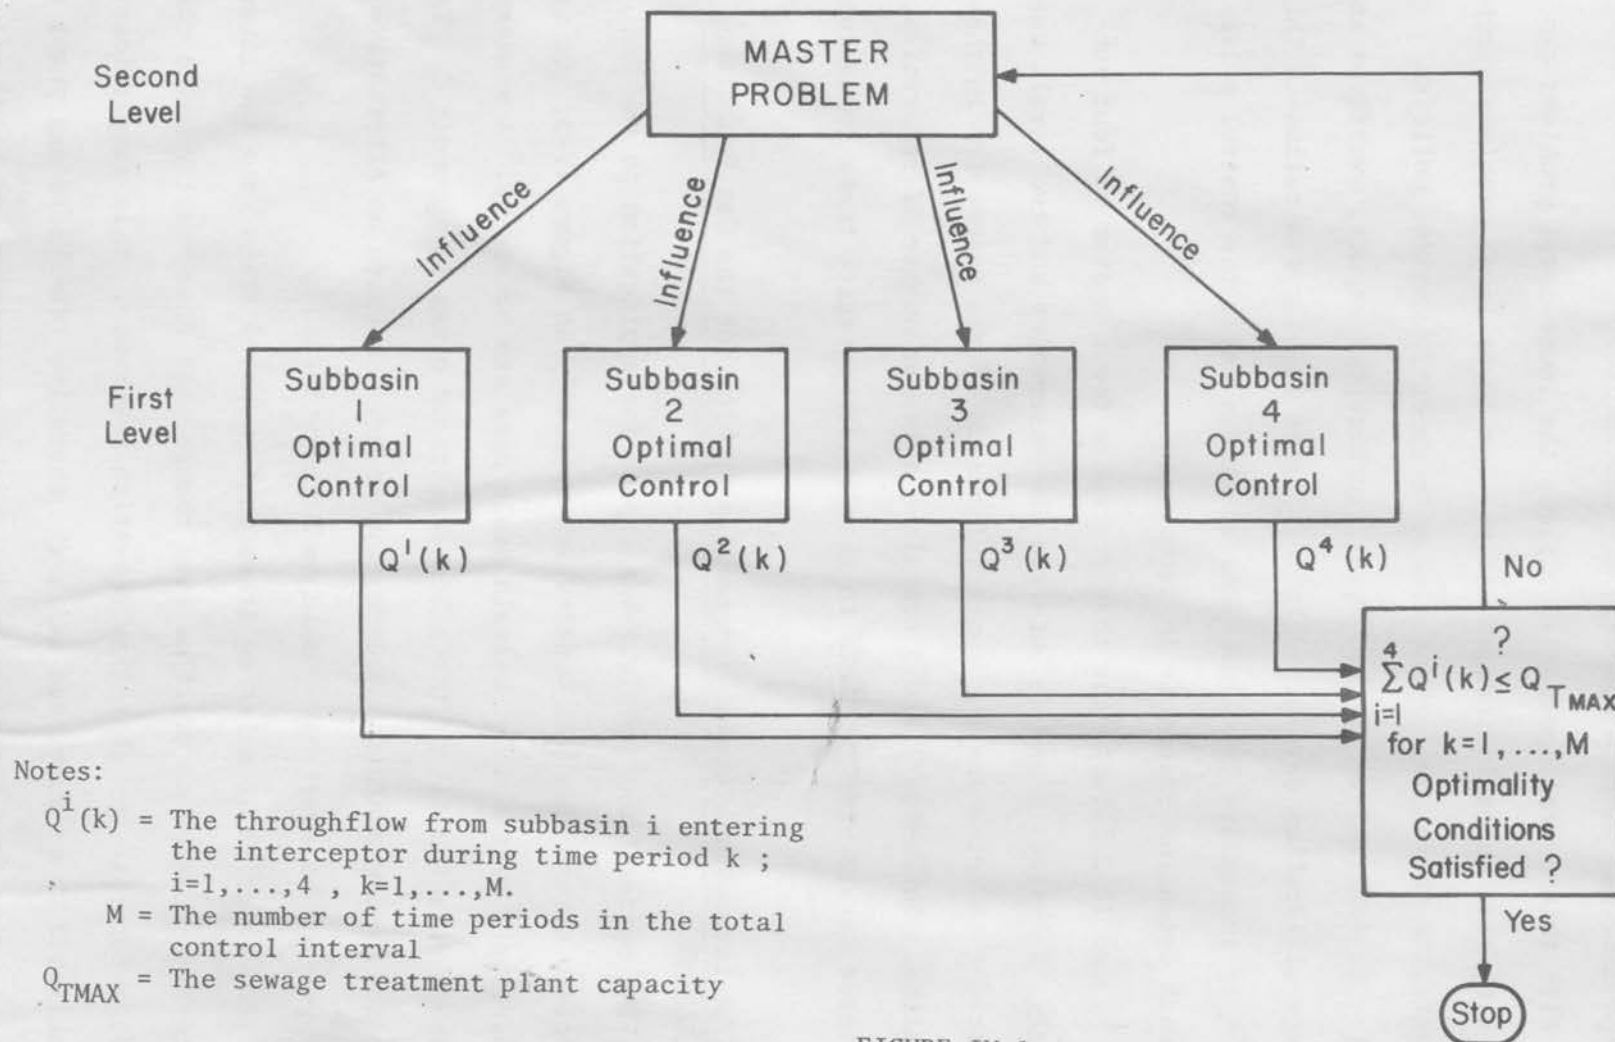 Second
Level
MASTER
PROBLEM
Influence
Influence
Influence
Influence
First
Level
Subbasin
1
Optimal
Control
Subbasin
2
Optimal
Control
Subbasin
3
Optimal
Control
Subbasin
4
Optimal
Control
Q¹(k)
Q²(k)
Q³(k)
Q⁴(k)
No
?
4
∑Qⁱ(k) ≤ Q TMAX
i=1
for k=1,...,M
Optimality
Conditions
Satisfied ?
Yes
Stop
Notes:
Qⁱ(k) = The throughflow from subbasin i entering
the interceptor during time period k ;
i=1,...,4 , k=1,...,M.
M = The number of time periods in the total
control interval
Q TMAX = The sewage treatment plant capacity